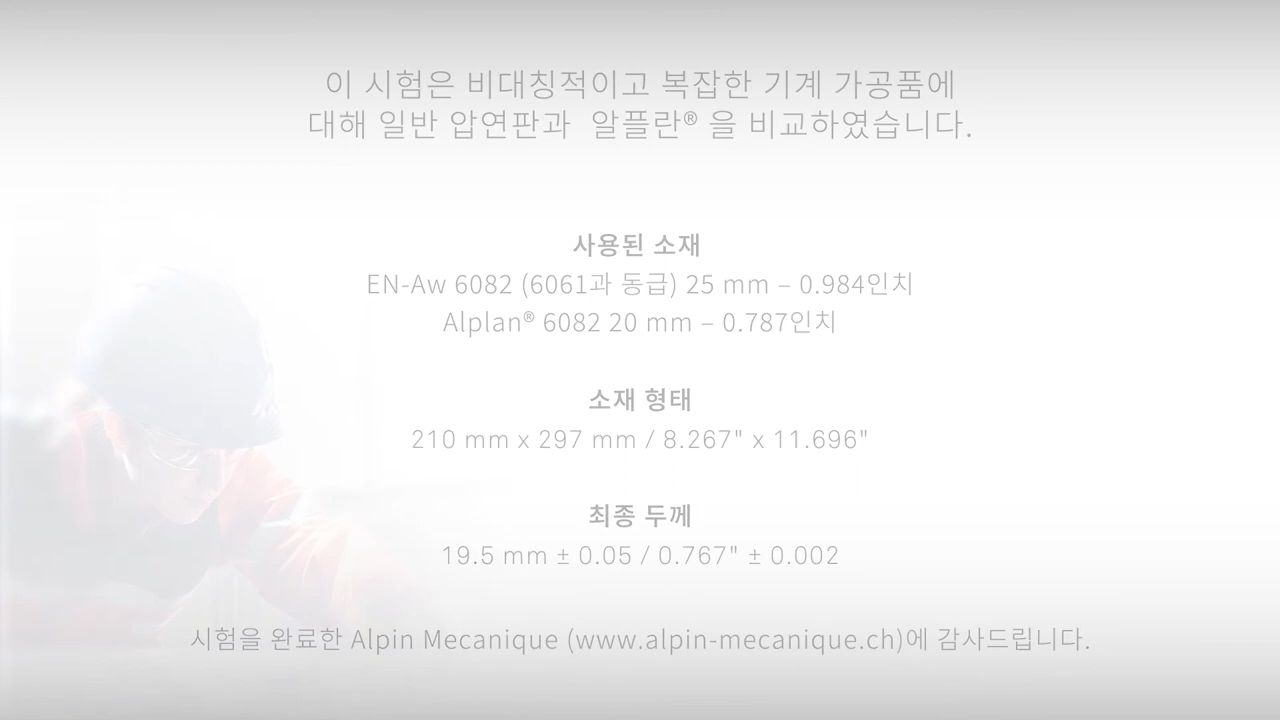 이 시험은 비대칭적이고 복잡한 기계 가공품에
대해 일반 압연판과 알플란® 을 비교하였습니다.
사용된 소재
EN-Aw 6082 (6061과 동급) 25 mm – 0.984인치
Alplan® 6082 20 mm – 0.787인치
소재 형태
210 mm x 297 mm / 8.267" x 11.696"
최종 두께
19.5 mm ± 0.05 / 0.767" ± 0.002
시험을 완료한 Alpin Mecanique (www.alpin-mecanique.ch)에 감사드립니다.